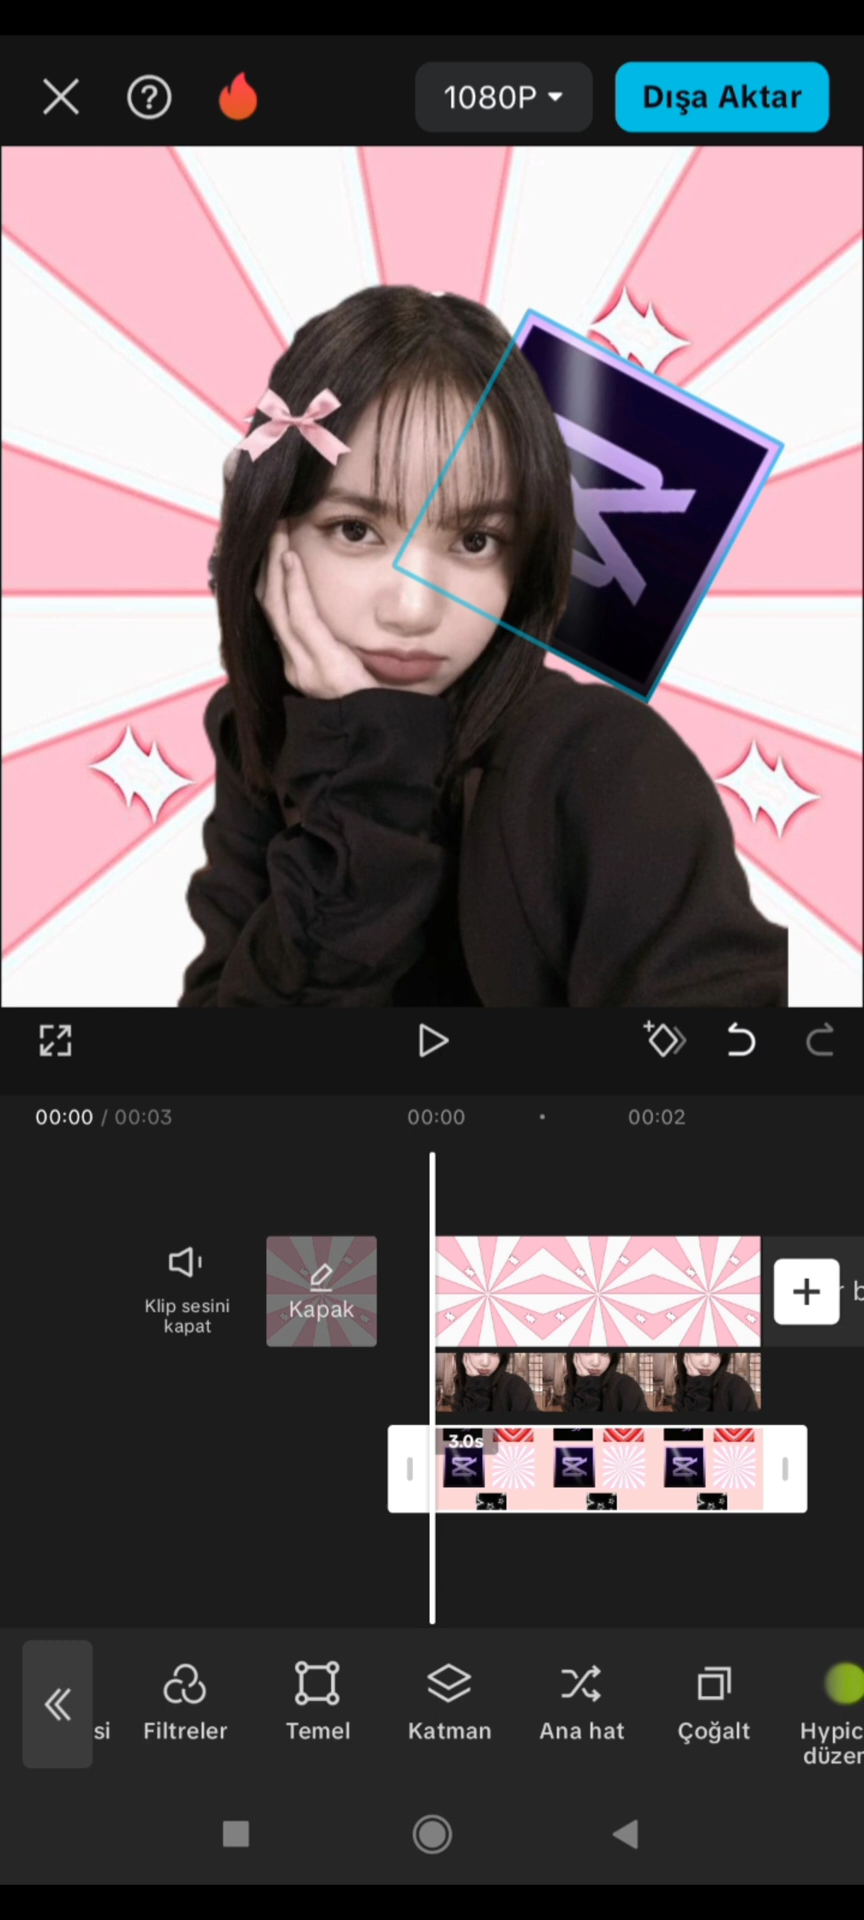 1080P
Dışa Aktar
00:00 / 00:03
00:00
00:02
Klip sesini
kapat
Kapak
3.0s
si
Filtreler
Temel
Katman
Ana hat
Çoğalt
Hypic
düzer